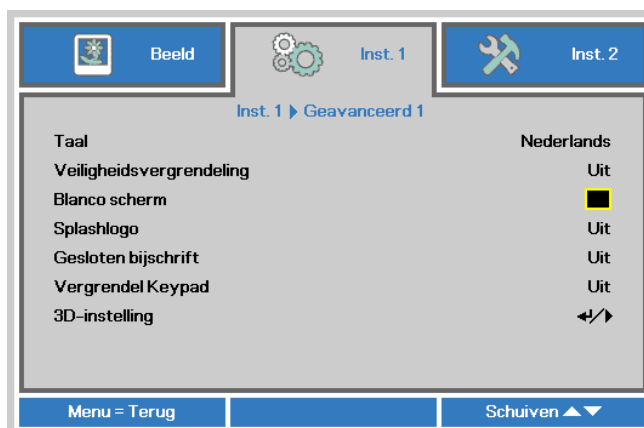 Beeld Inst. 1 Inst. 2
Inst. 1 ▶ Geavanceerd 1
Taal Nederlands
Veiligheidsvergrendeling Uit
Blanco scherm
Splashlogo Uit
Gesloten bijschrift Uit
Vergrendel Keypad Uit
3D-instelling ↵/▶
Menu = Terug Schuiven ▲▼